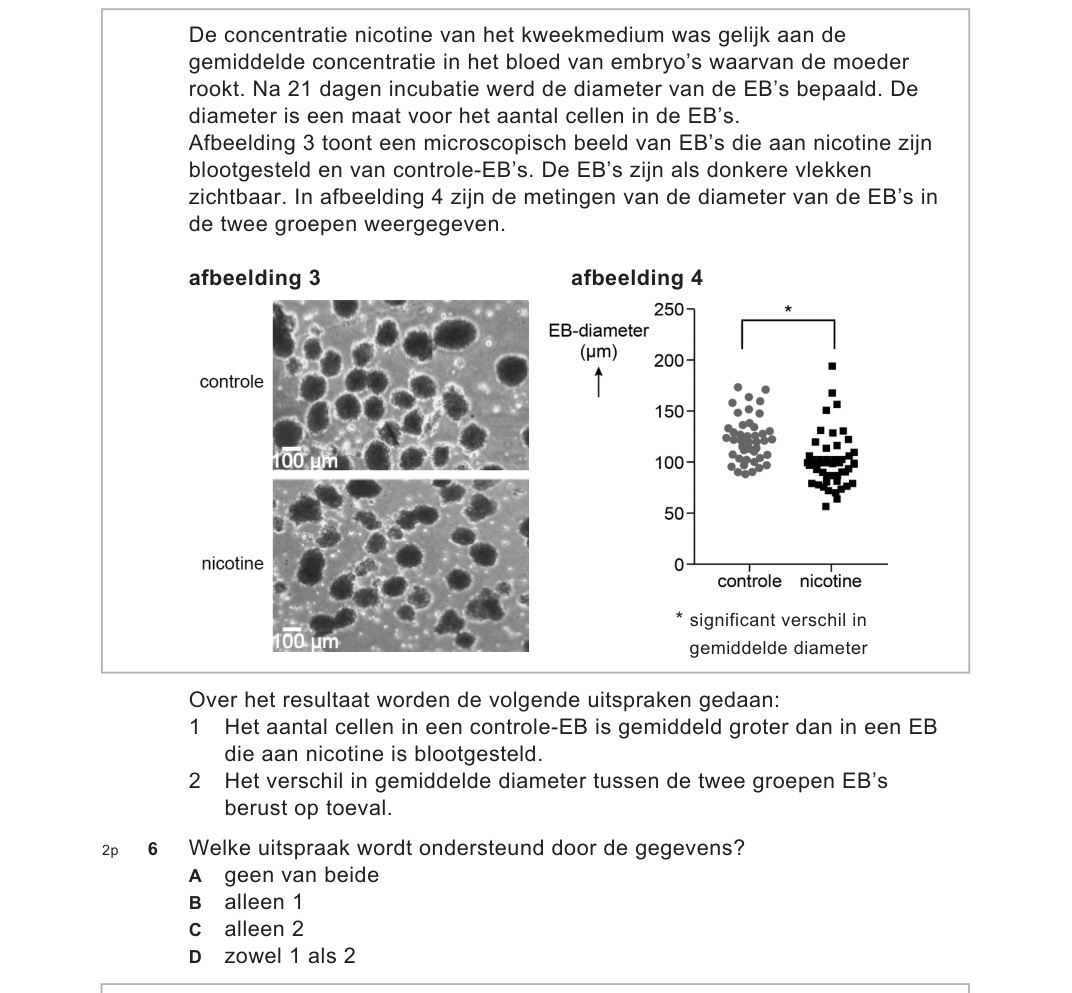 De concentratie nicotine van het kweekmedium was gelijk aan de
gemiddelde concentratie in het bloed van embryo’s waarvan de moeder
rookt. Na 21 dagen incubatie werd de diameter van de EB’s bepaald. De
diameter is een maat voor het aantal cellen in de EB’s.
Afbeelding 3 toont een microscopisch beeld van EB’s die aan nicotine zijn
blootgesteld en van controle-EB’s. De EB’s zijn als donkere vlekken
zichtbaar. In afbeelding 4 zijn de metingen van de diameter van de EB’s in
de twee groepen weergegeven.
afbeelding 3
controle
100 µm
nicotine
100 µm
afbeelding 4
EB-diameter
(µm)
250
200
150
100
50
0
*
controle nicotine
* significant verschil in
gemiddelde diameter
Over het resultaat worden de volgende uitspraken gedaan:
1 Het aantal cellen in een controle-EB is gemiddeld groter dan in een EB
die aan nicotine is blootgesteld.
2 Het verschil in gemiddelde diameter tussen de twee groepen EB’s
berust op toeval.
2p 6 Welke uitspraak wordt ondersteund door de gegevens?
A geen van beide
B alleen 1
C alleen 2
D zowel 1 als 2